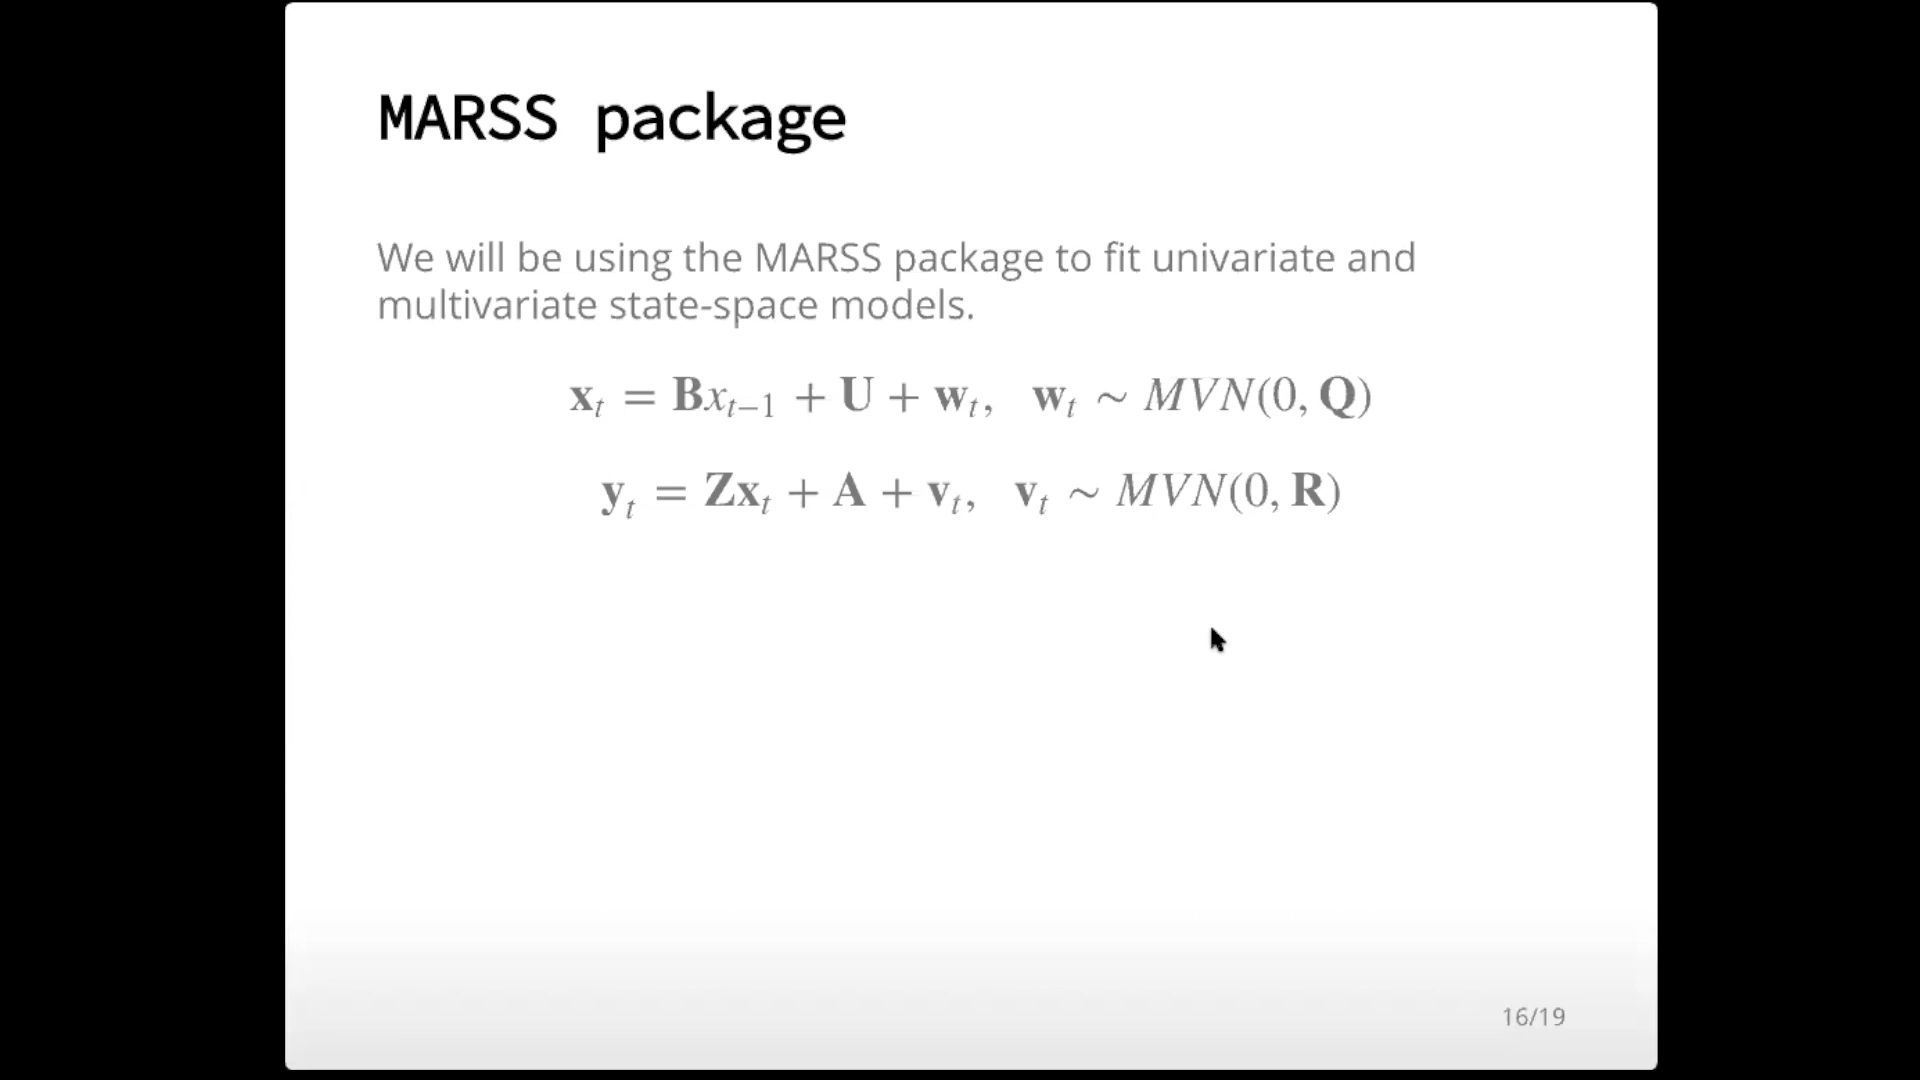 MARSS package
We will be using the MARSS package to fit univariate and
multivariate state-space models.
𝐱ₜ = 𝐁xₜ₋₁ + 𝐔 + 𝐰ₜ, 𝐰ₜ ~ MVN(0, 𝐐)
𝐲ₜ = 𝐙𝐱ₜ + 𝐀 + 𝐯ₜ, 𝐯ₜ ~ MVN(0, 𝐑)
16/19